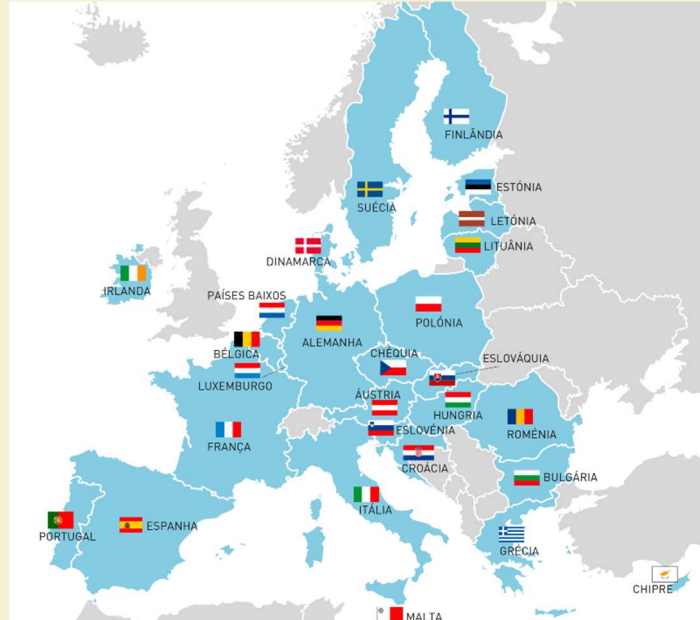 FINLÂNDIA
ESTÓNIA
SUÉCIA
LETÓNIA
LITUÂNIA
DINAMARCA
IRLANDA
PAÍSES BAIXOS
POLÓNIA
ALEMANHA
BÉLGICA
CHÉQUIA
ESLOVÁQUIA
LUXEMBURGO
ÁUSTRIA
HUNGRIA
ESLOVÉNIA
ROMÉNIA
FRANÇA
CROÁCIA
BULGÁRIA
ITÁLIA
ESPANHA
PORTUGAL
GRÉCIA
CHIPRE
MALTA